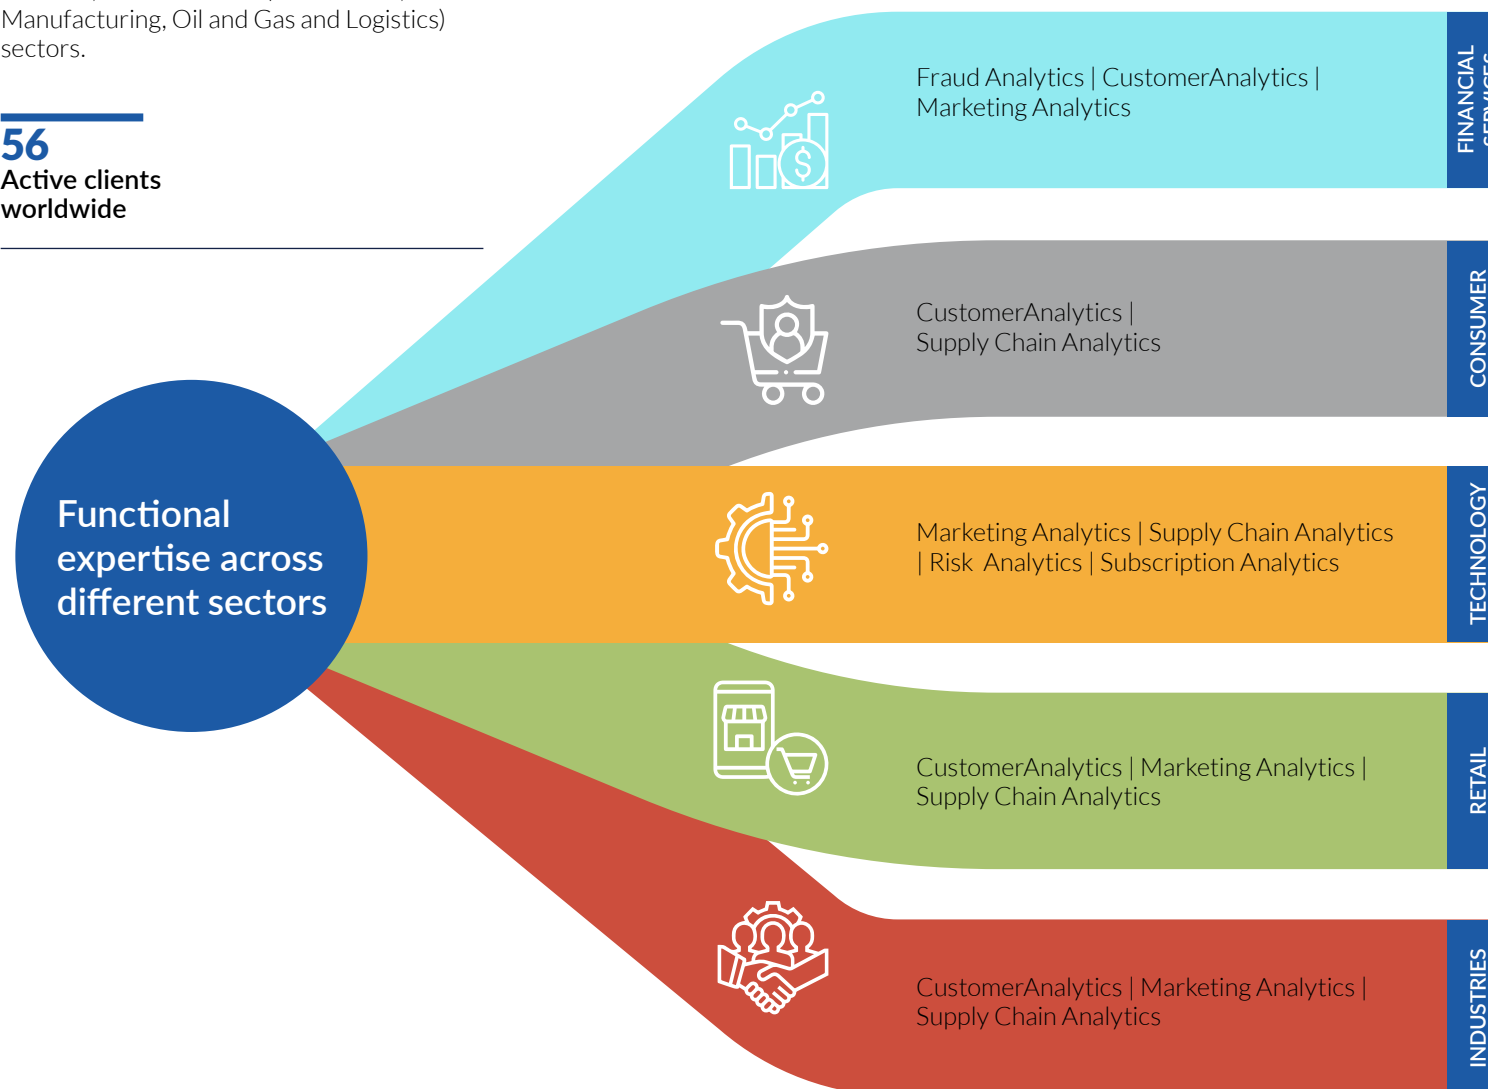 Manufacturing, Oil and Gas and Logistics)
sectors.
56
Active clients
worldwide
Functional
expertise across
different sectors
Fraud Analytics | CustomerAnalytics |
Marketing Analytics
FINANCIAL
SERVICES
CustomerAnalytics |
Supply Chain Analytics
CONSUMER
Marketing Analytics | Supply Chain Analytics
| Risk  Analytics | Subscription Analytics
TECHNOLOGY
CustomerAnalytics | Marketing Analytics |
Supply Chain Analytics
RETAIL
CustomerAnalytics | Marketing Analytics |
Supply Chain Analytics
INDUSTRIES